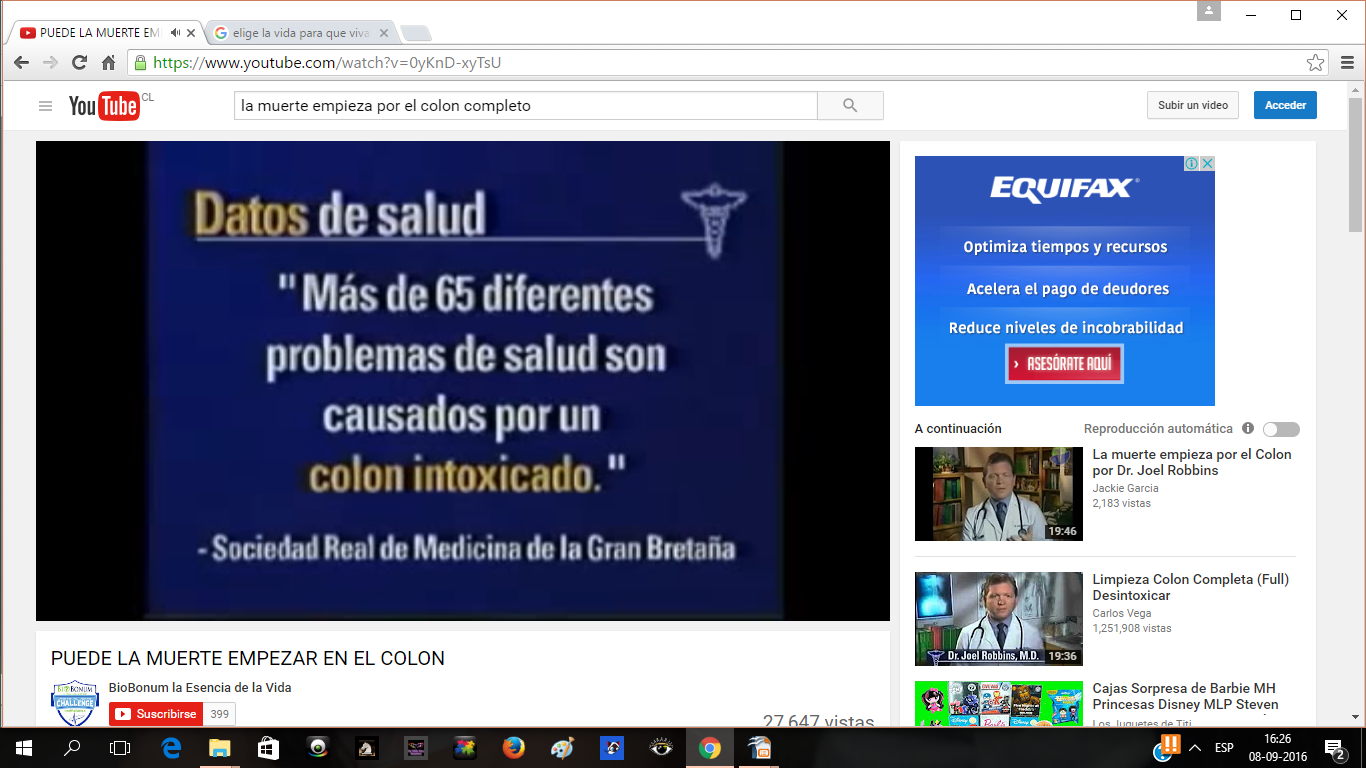 PUEDE LA MUERTE EM
elige la vida para que viva
https://www.youtube.com/watch?v=0yKnD-xyTsU
YouTube CL
la muerte empieza por el colon completo
Subir un video
Acceder
Datos de salud
"Más de 65 diferentes
problemas de salud son
causados por un
colon intoxicado."
- Sociedad Real de Medicina de la Gran Bretaña
PUEDE LA MUERTE EMPEZAR EN EL COLON
BIOBONUM
CHALLENGE
BioBonum la Esencia de la Vida
Suscribirse 399
27,647 vistas
EQUIFAX®
Optimiza tiempos y recursos
Acelera el pago de deudores
Reduce niveles de incobrabilidad
› ASESÓRATE AQUÍ
A continuación
Reproducción automática
La muerte empieza por el Colon
por Dr. Joel Robbins
Jackie Garcia
2,183 vistas
19:46
Limpieza Colon Completa (Full)
Desintoxicar
Carlos Vega
1,251,908 vistas
Dr. Joel Robbins, M.D. 19:36
Cajas Sorpresa de Barbie MH
Princesas Disney MLP Steven
Los Juguetes de Titi
ESP
16:26
08-09-2016
2